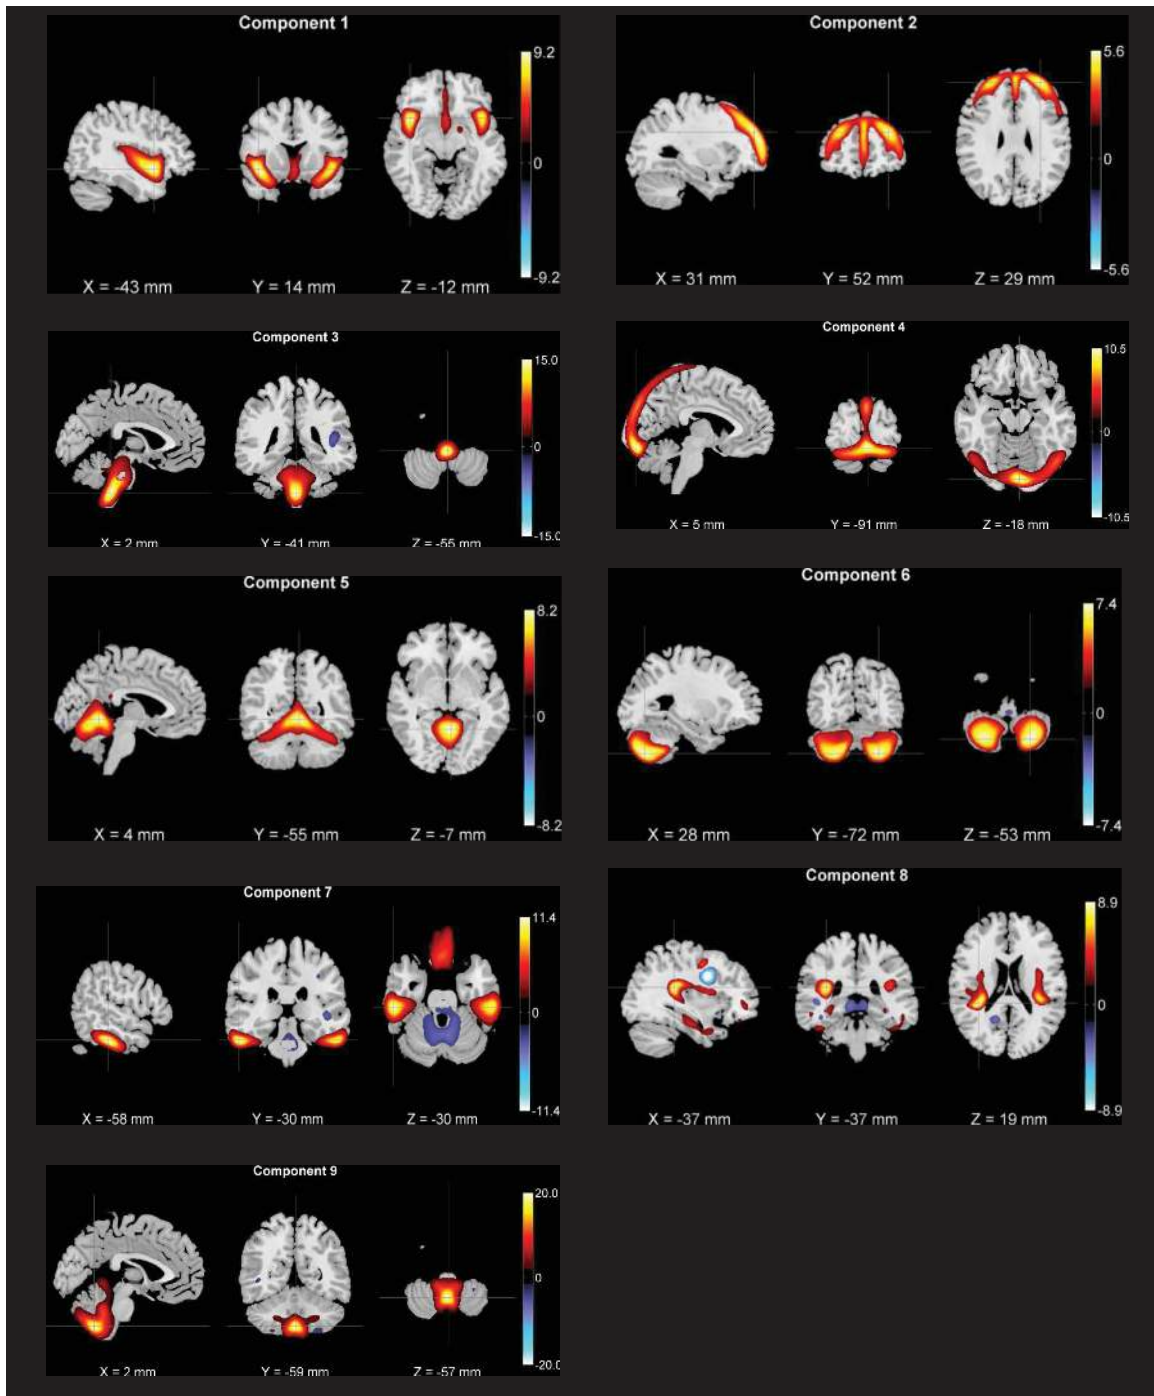 Component 1
9.2
0
-9.2
X = -43 mm Y = 14 mm Z = -12 mm
Component 2
5.6
0
-5.6
X = 31 mm Y = 52 mm Z = 29 mm
Component 3
15.0
0
-15.0
X = 2 mm Y = -41 mm Z = -55 mm
Component 4
10.5
0
-10.5
X = 5 mm Y = -91 mm Z = -18 mm
Component 5
8.2
0
-8.2
X = 4 mm Y = -55 mm Z = -7 mm
Component 6
7.4
0
-7.4
X = 28 mm Y = -72 mm Z = -53 mm
Component 7
11.4
0
-11.4
X = -58 mm Y = -30 mm Z = -30 mm
Component 8
8.9
0
-8.9
X = -37 mm Y = -37 mm Z = 19 mm
Component 9
20.0
0
-20.0
X = 2 mm Y = -59 mm Z = -57 mm